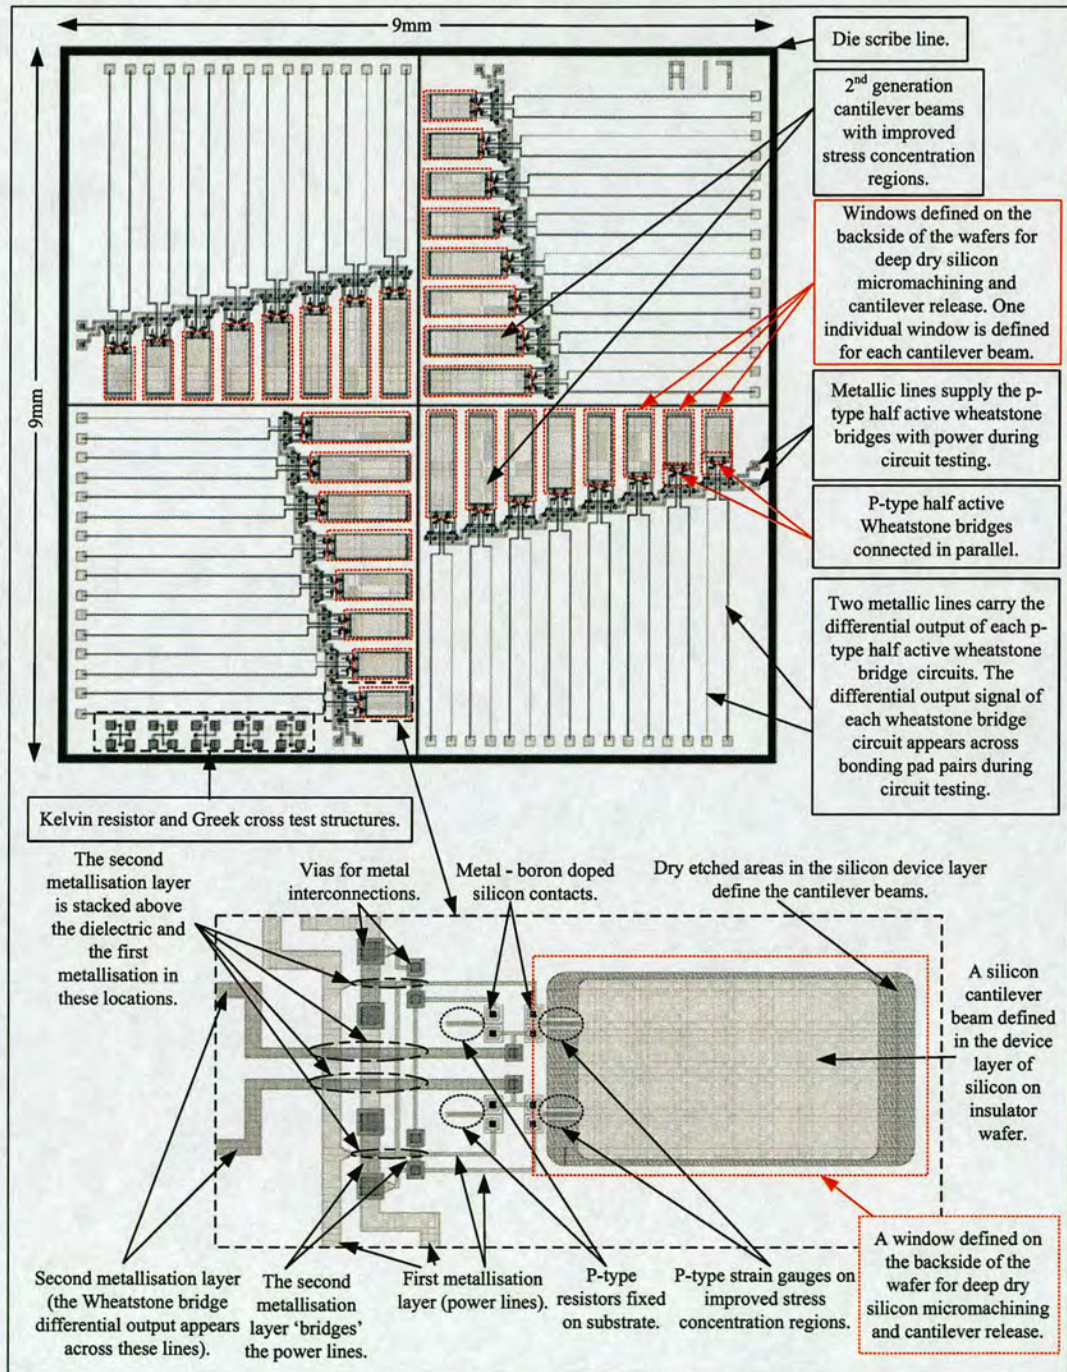 9mm
Die scribe line.
2nd generation
cantilever beams
with improved
stress concentration
regions.
A17
Windows defined on the
backside of the wafers for
deep dry silicon
micromachining and
cantilever release. One
individual window is defined
for each cantilever beam.
9mm
Metallic lines supply the p-
type half active wheatstone
bridges with power during
circuit testing.
P-type half active
Wheatstone bridges
connected in parallel.
Two metallic lines carry the
differential output of each p-
type half active wheatstone
bridge circuits. The
differential output signal of
each wheatstone bridge
circuit appears across
bonding pad pairs during
circuit testing.
Kelvin resistor and Greek cross test structures.
The second
metallisation layer
is stacked above
the dielectric and
the first
metallisation in
these locations.
Vias for metal
interconnections.
Metal - boron doped
silicon contacts.
Dry etched areas in the silicon device layer
define the cantilever beams.
A silicon
cantilever
beam defined
in the device
layer of
silicon on
insulator
wafer.
Second metallisation layer
(the Wheatstone bridge
differential output appears
across these lines).
The second
metallisation
layer 'bridges'
the power lines.
First metallisation
layer (power lines).
P-type
resistors fixed
on substrate.
P-type strain gauges on
improved stress
concentration regions.
A window defined on
the backside of the
wafer for deep dry
silicon micromachining
and cantilever release.